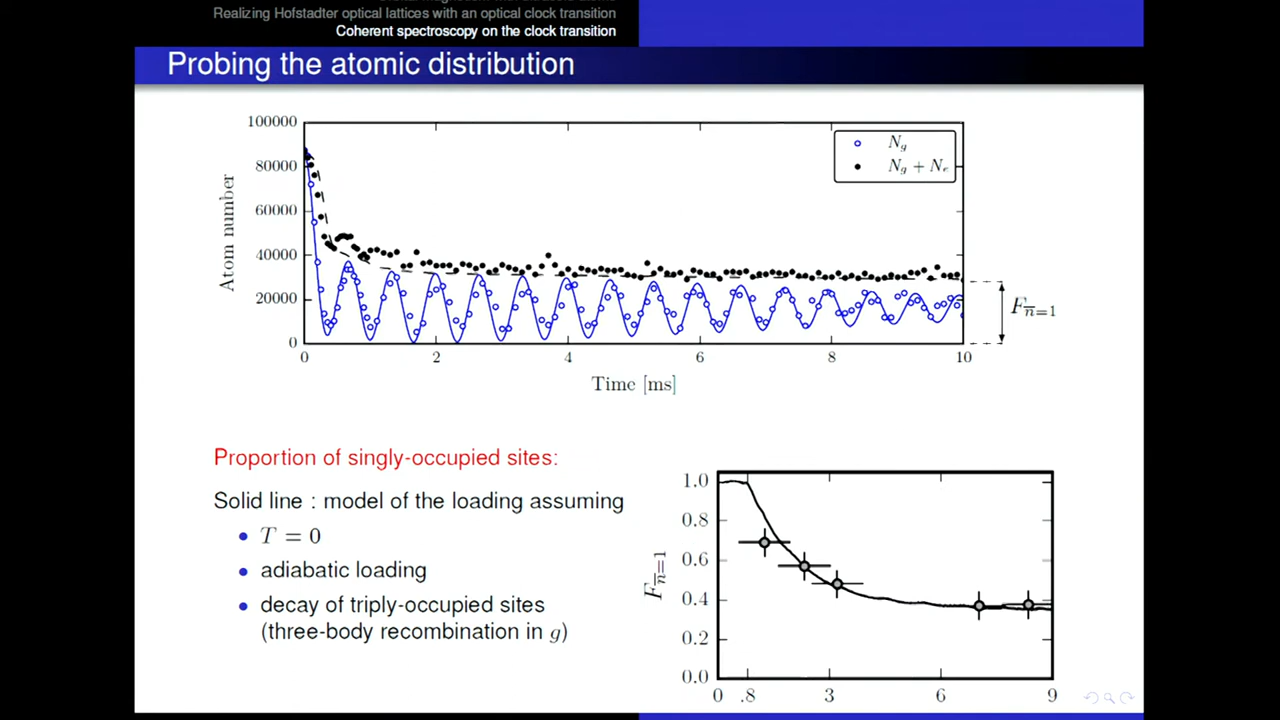 Realizing Hofstadter optical lattices with an optical clock transition
Coherent spectroscopy on the clock transition
Probing the atomic distribution
100000
80000
60000
40000
20000
0
Atom number
0 2 4 6 8 10
Time [ms]
N_g
N_g + N_e
F_{n̅=1}
Proportion of singly-occupied sites:
Solid line : model of the loading assuming
• T = 0
• adiabatic loading
• decay of triply-occupied sites
(three-body recombination in g)
1.0
0.8
0.6
0.4
0.2
0.0
F_{n̅=1}
0 .8 3 6 9